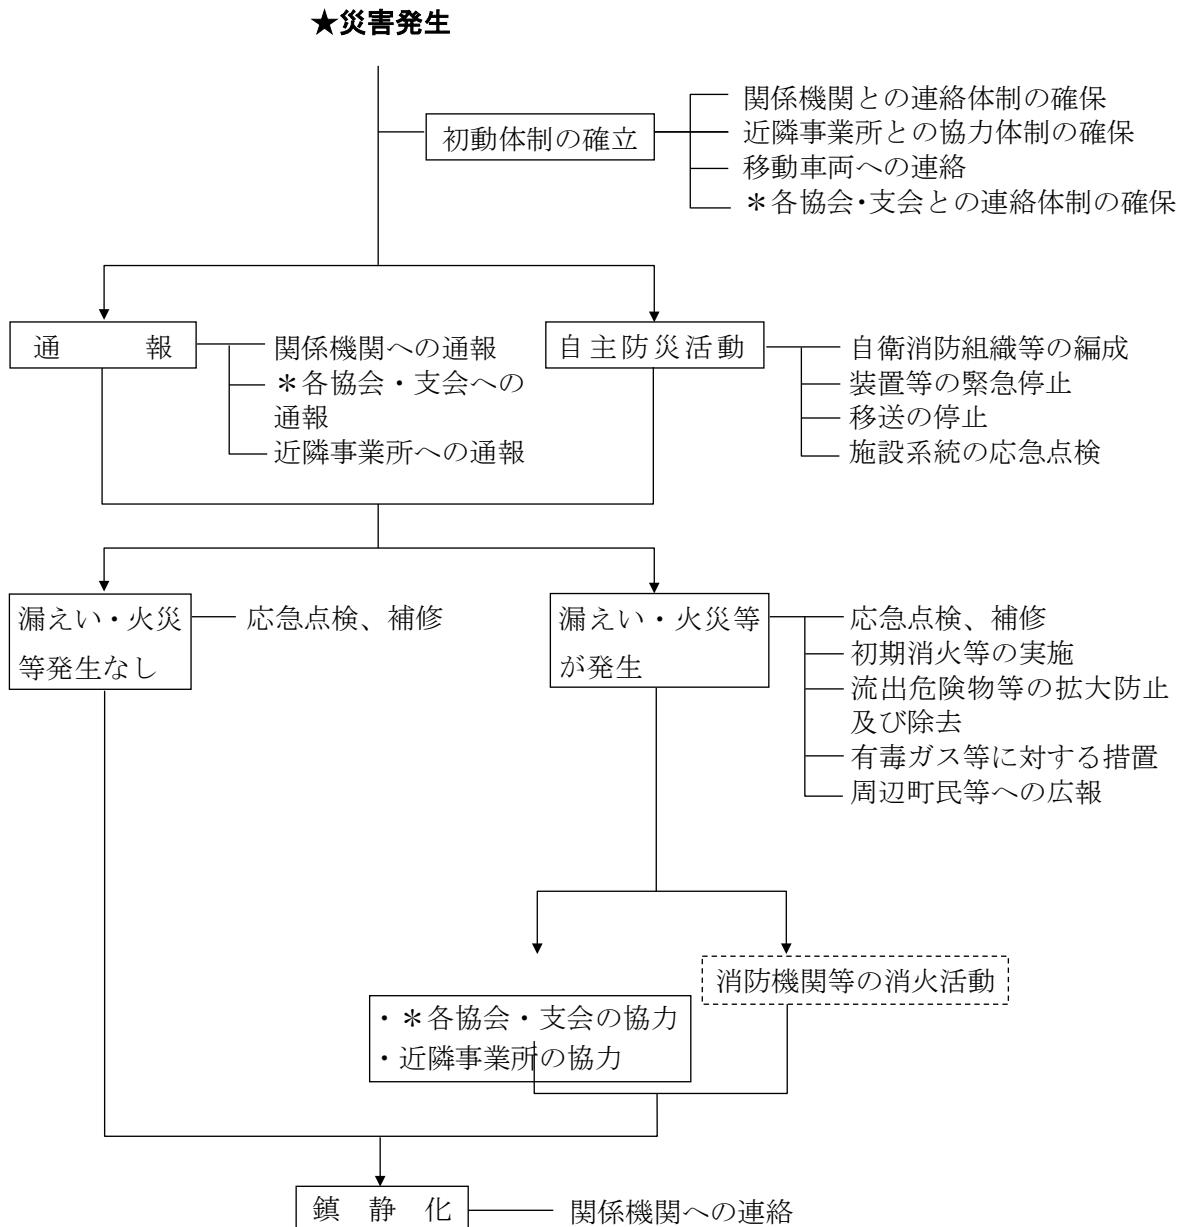 ★災害発生
初動体制の確立
関係機関との連絡体制の確保
近隣事業所との協力体制の確保
移動車両への連絡
＊各協会・支会との連絡体制の確保
通　　　報
関係機関への通報
＊各協会・支会への
通報
近隣事業所への通報
自主防災活動
自衛消防組織等の編成
装置等の緊急停止
移送の停止
施設系統の応急点検
漏えい・火災
等発生なし
応急点検、補修
漏えい・火災等
が発生
応急点検、補修
初期消火等の実施
流出危険物等の拡大防止
及び除去
有毒ガス等に対する措置
周辺町民等への広報
消防機関等の消火活動
・＊各協会・支会の協力
・近隣事業所の協力
鎮　静　化
関係機関への連絡